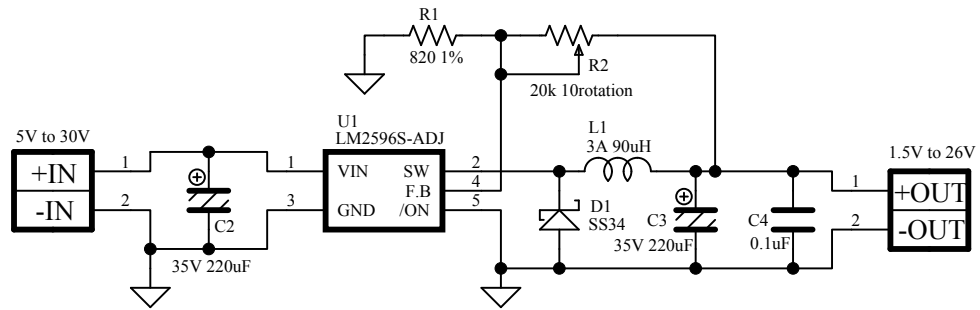 R1
820 1%
R2
20k 10rotation
U1
LM2596S-ADJ
L1
3A 90uH
5V to 30V
1.5V to 26V
+IN
-IN
1
2
C2
35V 220uF
1
3
VIN
GND
SW
F.B
/ON
2
4
5
D1
SS34
C3
35V 220uF
C4
0.1uF
1
2
+OUT
-OUT